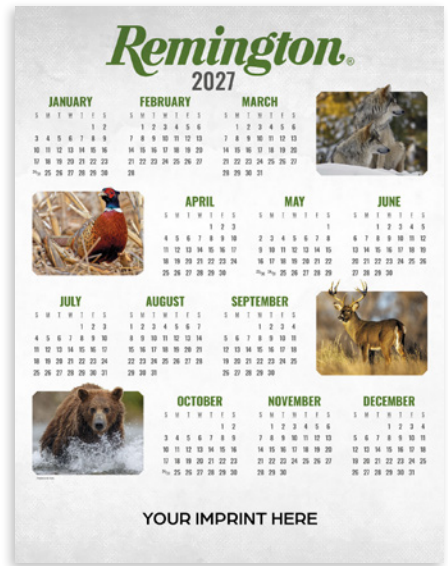 Remington®
2027
JANUARY
S M T W T F S
1 2
3 4 5 6 7 8 9
10 11 12 13 14 15 16
17 18 19 20 21 22 23
24/31 25 26 27 28 29 30
FEBRUARY
S M T W T F S
1 2 3 4 5 6
7 8 9 10 11 12 13
14 15 16 17 18 19 20
21 22 23 24 25 26 27
28
MARCH
S M T W T F S
1 2 3 4 5 6
7 8 9 10 11 12 13
14 15 16 17 18 19 20
21 22 23 24 25 26 27
28 29 30 31
APRIL
S M T W T F S
1 2 3
4 5 6 7 8 9 10
11 12 13 14 15 16 17
18 19 20 21 22 23 24
25 26 27 28 29 30
MAY
S M T W T F S
1
2 3 4 5 6 7 8
9 10 11 12 13 14 15
16 17 18 19 20 21 22
23/30 24/31 25 26 27 28 29
JUNE
S M T W T F S
1 2 3 4 5
6 7 8 9 10 11 12
13 14 15 16 17 18 19
20 21 22 23 24 25 26
27 28 29 30
JULY
S M T W T F S
1 2 3
4 5 6 7 8 9 10
11 12 13 14 15 16 17
18 19 20 21 22 23 24
25 26 27 28 29 30 31
AUGUST
S M T W T F S
1 2 3 4 5 6 7
8 9 10 11 12 13 14
15 16 17 18 19 20 21
22 23 24 25 26 27 28
29 30 31
SEPTEMBER
S M T W T F S
1 2 3 4
5 6 7 8 9 10 11
12 13 14 15 16 17 18
19 20 21 22 23 24 25
26 27 28 29 30
OCTOBER
S M T W T F S
1 2
3 4 5 6 7 8 9
10 11 12 13 14 15 16
17 18 19 20 21 22 23
24/31 25 26 27 28 29 30
NOVEMBER
S M T W T F S
1 2 3 4 5 6
7 8 9 10 11 12 13
14 15 16 17 18 19 20
21 22 23 24 25 26 27
28 29 30
DECEMBER
S M T W T F S
1 2 3 4
5 6 7 8 9 10 11
12 13 14 15 16 17 18
19 20 21 22 23 24 25
26 27 28 29 30 31
YOUR IMPRINT HERE